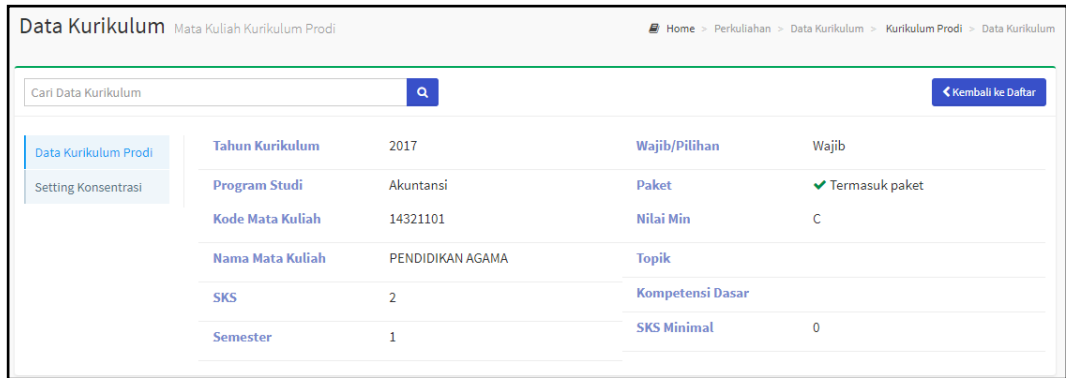 Data Kurikulum Mata Kuliah Kurikulum Prodi
Home > Perkuliahan > Data Kurikulum > Kurikulum Prodi > Data Kurikulum
Cari Data Kurikulum
Kembali ke Daftar
Data Kurikulum Prodi
Setting Konsentrasi
Tahun Kurikulum 2017
Program Studi Akuntansi
Kode Mata Kuliah 14321101
Nama Mata Kuliah PENDIDIKAN AGAMA
SKS 2
Semester 1
Wajib/Pilihan Wajib
Paket ✔ Termasuk paket
Nilai Min C
Topik
Kompetensi Dasar
SKS Minimal 0